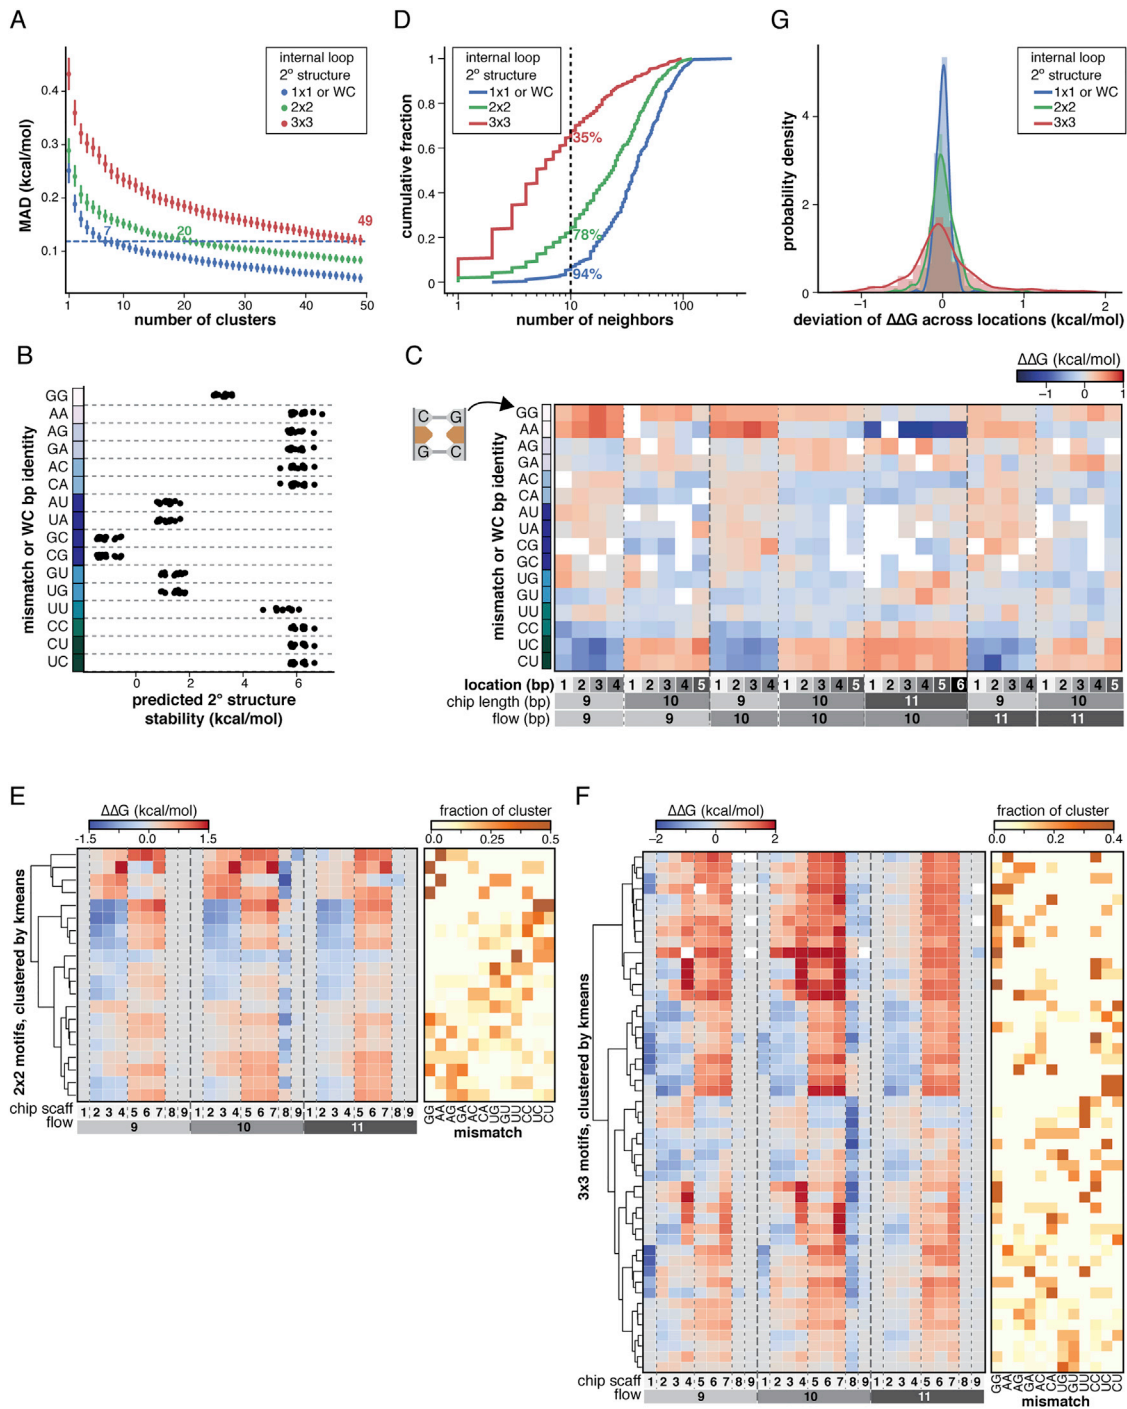 A
MAD (kcal/mol)
0.4
0.3
0.2
0.1
1
10
20
30
40
50
number of clusters
internal loop
2° structure
1x1 or WC
2x2
3x3
7
20
49
D
cumulative fraction
1
0.8
0.6
0.4
0.2
0
1
10
100
number of neighbors
internal loop
2° structure
1x1 or WC
2x2
3x3
35%
78%
94%
G
probability density
4
2
0
−1
0
1
2
deviation of ΔΔG across locations (kcal/mol)
internal loop
2° structure
1x1 or WC
2x2
3x3
B
mismatch or WC bp identity
GG
AA
AG
GA
AC
CA
AU
UA
GC
CG
GU
UG
UU
CC
CU
UC
0 2 4 6
predicted 2° structure
stability (kcal/mol)
C
ΔΔG (kcal/mol)
−1 0 1
C G
G C
mismatch or WC bp identity
GG
AA
AG
GA
AC
CA
AU
UA
CG
GC
UG
GU
UU
CC
UC
CU
location (bp) 1 2 3 4 1 2 3 4 5 1 2 3 4 1 2 3 4 5 1 2 3 4 5 6 1 2 3 4 1 2 3 4 5
chip length (bp) 9 10 9 10 11 9 10
flow (bp) 9 9 10 10 10 11 11
E
ΔΔG (kcal/mol)
-1.5 0.0 1.5
fraction of cluster
0.0 0.25 0.5
2x2 motifs, clustered by kmeans
chip scaff 1 2 3 4 5 6 7 8 9 1 2 3 4 5 6 7 8 9 1 2 3 4 5 6 7 8 9
flow 9 10 11
GG AA AG GA AC CA UG GU UU CC UC CU
mismatch
F
ΔΔG (kcal/mol)
−2 0 2
fraction of cluster
0.0 0.2 0.4
3x3 motifs, clustered by kmeans
chip scaff 1 2 3 4 5 6 7 8 9 1 2 3 4 5 6 7 8 9 1 2 3 4 5 6 7 8 9
flow 9 10 11
GG AA AG GA AC CA UG GU UU CC UC CU
mismatch